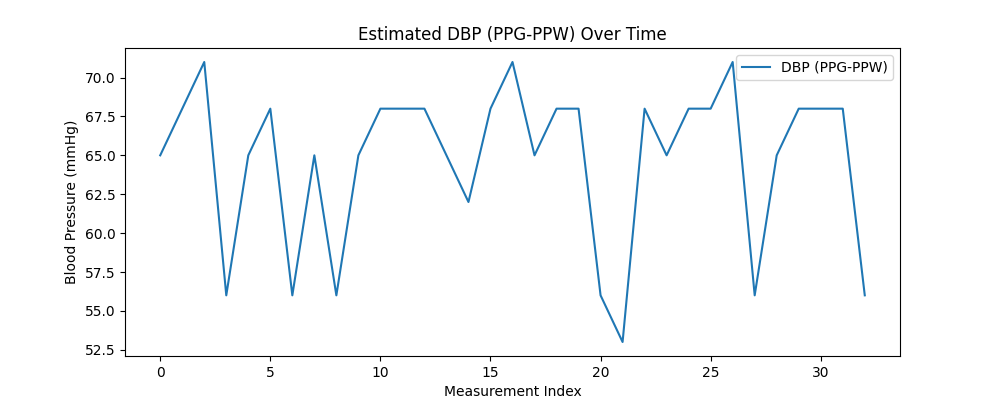 Estimated DBP (PPG-PPW) Over Time
DBP (PPG-PPW)
Blood Pressure (mmHg)
70.0
67.5
65.0
62.5
60.0
57.5
55.0
52.5
0 5 10 15 20 25 30
Measurement Index